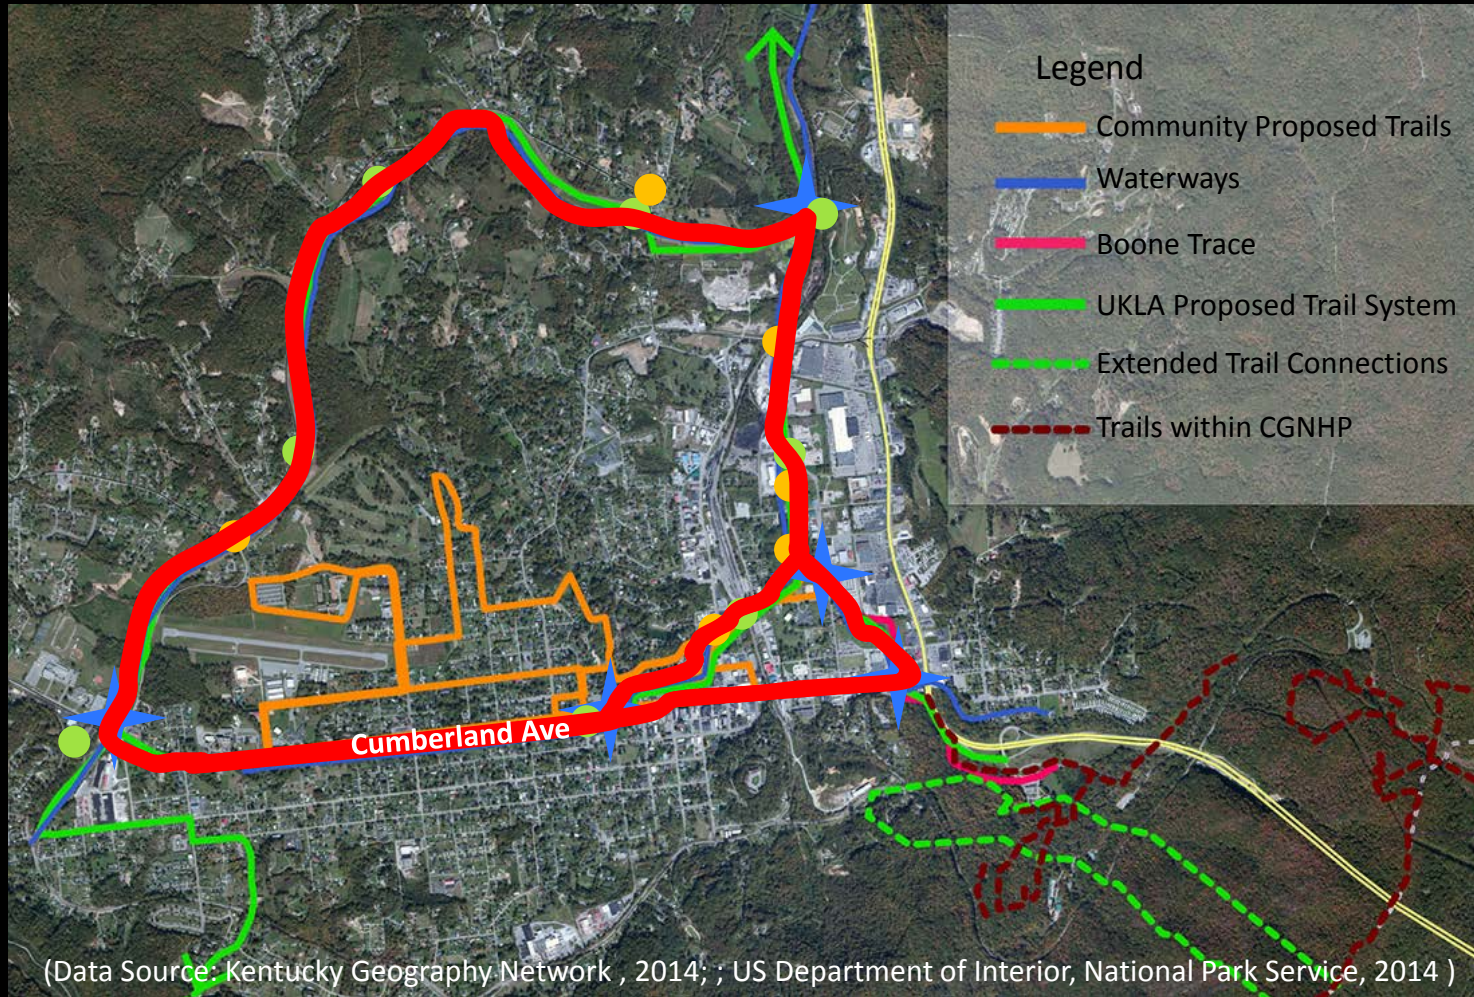 Legend
Community Proposed Trails
Waterways
Boone Trace
UKLA Proposed Trail System
Extended Trail Connections
Trails within CGNHP
Cumberland Ave
(Data Source: Kentucky Geography Network , 2014; ; US Department of Interior, National Park Service, 2014 )